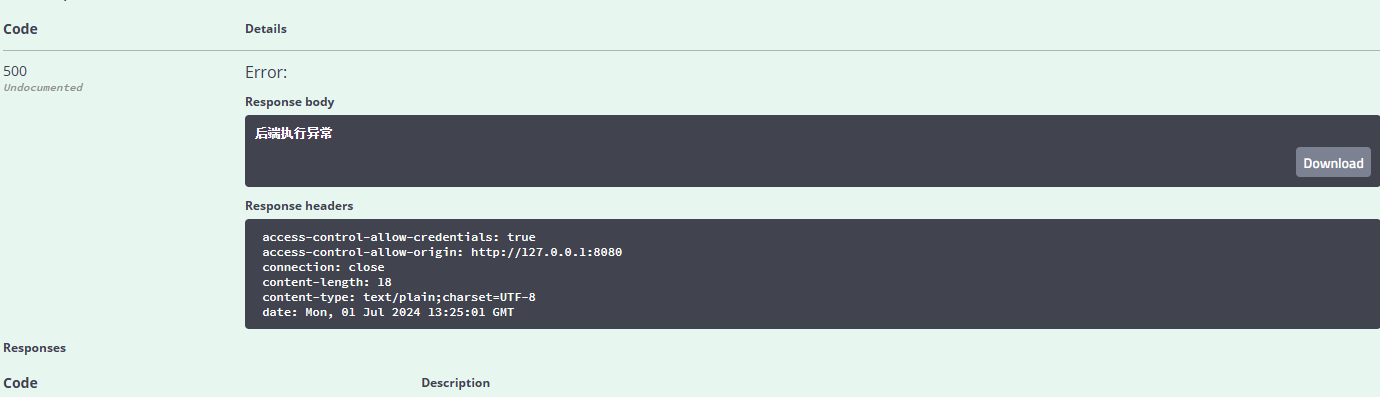 Code Details
500 Error:
Undocumented
Response body
后端执行异常
Download
Response headers
access-control-allow-credentials: true
access-control-allow-origin: http://127.0.0.1:8080
connection: close
content-length: 18
content-type: text/plain;charset=UTF-8
date: Mon, 01 Jul 2024 13:25:01 GMT
Responses
Code Description